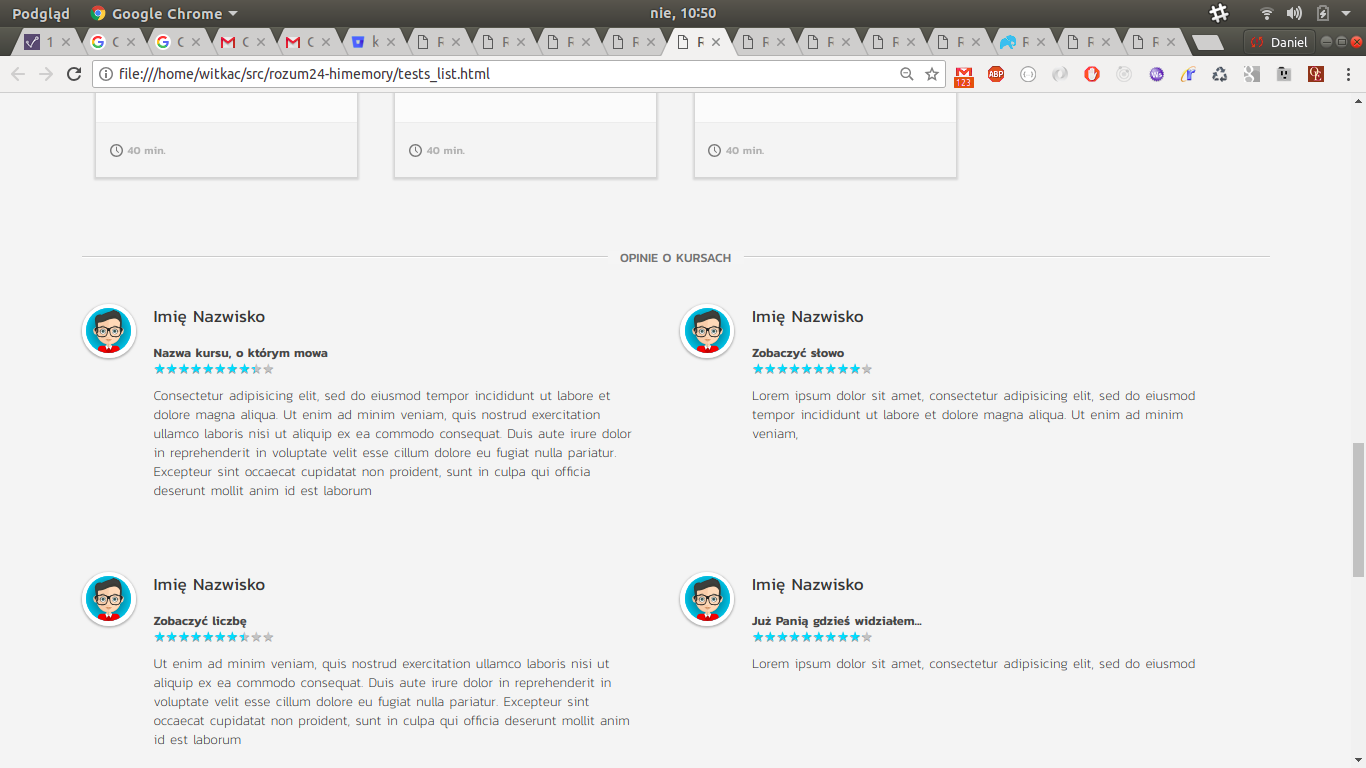 Podgląd Google Chrome nie, 10:50
1 G G k R R R R R R R R R R R R Daniel
file:///home/witkac/src/rozum24-himemory/tests_list.html 123 ABP Ws
40 min. 40 min. 40 min.
OPINIE O KURSACH
Imię Nazwisko
Nazwa kursu, o którym mowa
Consectetur adipisicing elit, sed do eiusmod tempor incididunt ut labore et
dolore magna aliqua. Ut enim ad minim veniam, quis nostrud exercitation
ullamco laboris nisi ut aliquip ex ea commodo consequat. Duis aute irure dolor
in reprehenderit in voluptate velit esse cillum dolore eu fugiat nulla pariatur.
Excepteur sint occaecat cupidatat non proident, sunt in culpa qui officia
deserunt mollit anim id est laborum
Imię Nazwisko
Zobaczyć słowo
Lorem ipsum dolor sit amet, consectetur adipisicing elit, sed do eiusmod
tempor incididunt ut labore et dolore magna aliqua. Ut enim ad minim
veniam,
Imię Nazwisko
Zobaczyć liczbę
Ut enim ad minim veniam, quis nostrud exercitation ullamco laboris nisi ut
aliquip ex ea commodo consequat. Duis aute irure dolor in reprehenderit in
voluptate velit esse cillum dolore eu fugiat nulla pariatur. Excepteur sint
occaecat cupidatat non proident, sunt in culpa qui officia deserunt mollit anim
id est laborum
Imię Nazwisko
Już Panią gdzieś widziałem...
Lorem ipsum dolor sit amet, consectetur adipisicing elit, sed do eiusmod